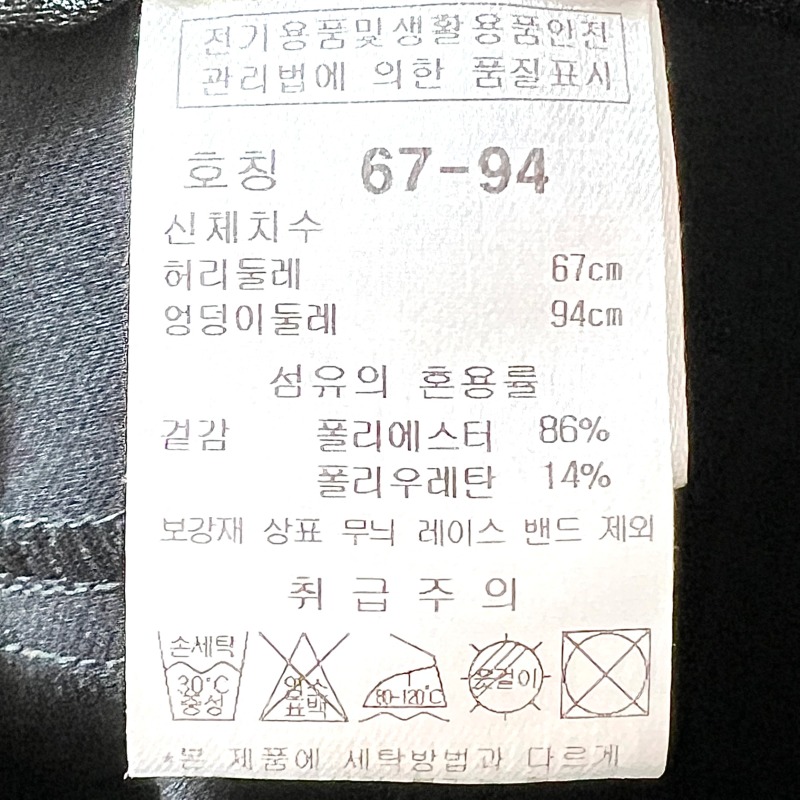 전기용품및생활용품안전
관리법에 의한 품질표시
호칭 67-94
신체치수
허리둘레 67cm
엉덩이둘레 94cm
섬유의 혼용률
겉감 폴리에스터 86%
폴리우레탄 14%
보강재 상표 무늬 레이스 밴드 제외
취급주의
손세탁
30℃
중성
염소
표백
80~120℃
옷걸이
*본 제품에 세탁방법과 다르게